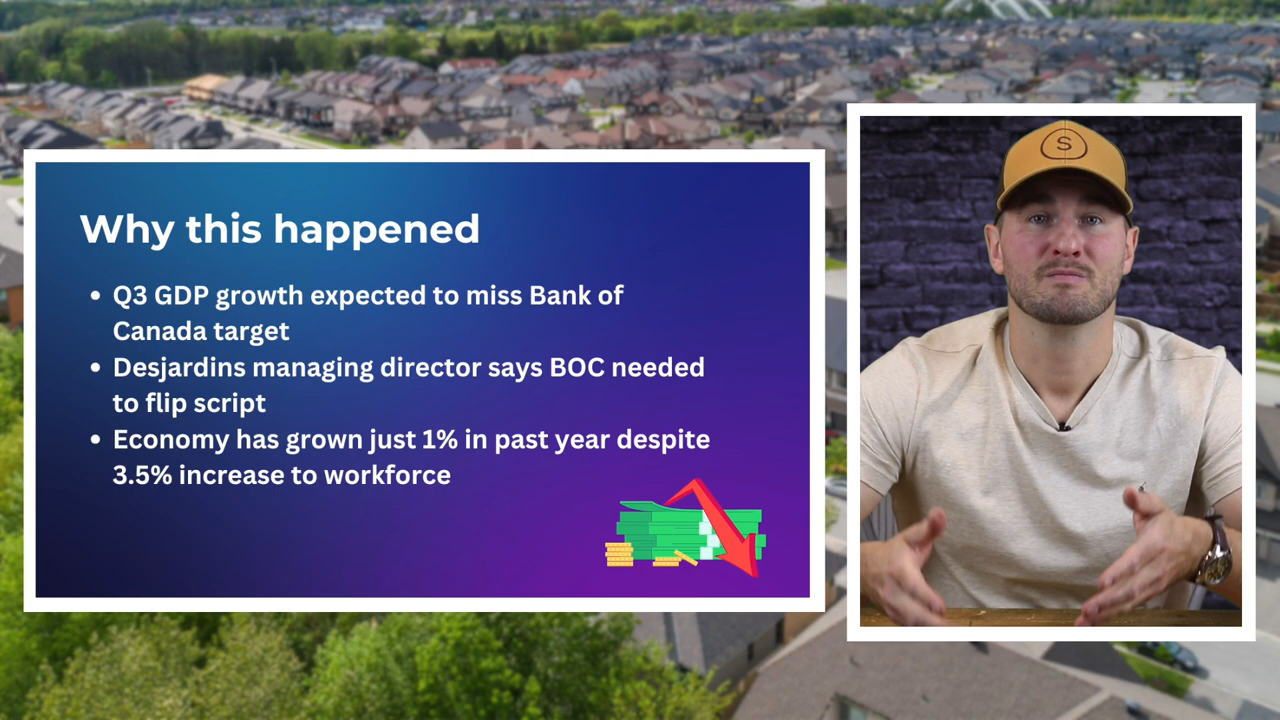 Why this happened
• Q3 GDP growth expected to miss Bank of
Canada target
• Desjardins managing director says BOC needed
to flip script
• Economy has grown just 1% in past year despite
3.5% increase to workforce
S